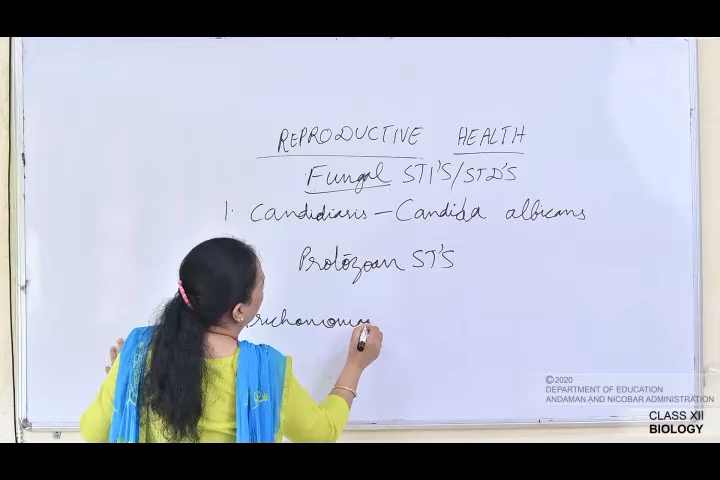 REPRODUCTIVE HEALTH
Fungal STI'S/STD'S
1. Candidiasis – Candida albicans
Protozoan ST'S
©2020
DEPARTMENT OF EDUCATION
ANDAMAN AND NICOBAR ADMINISTRATION
CLASS XII
BIOLOGY